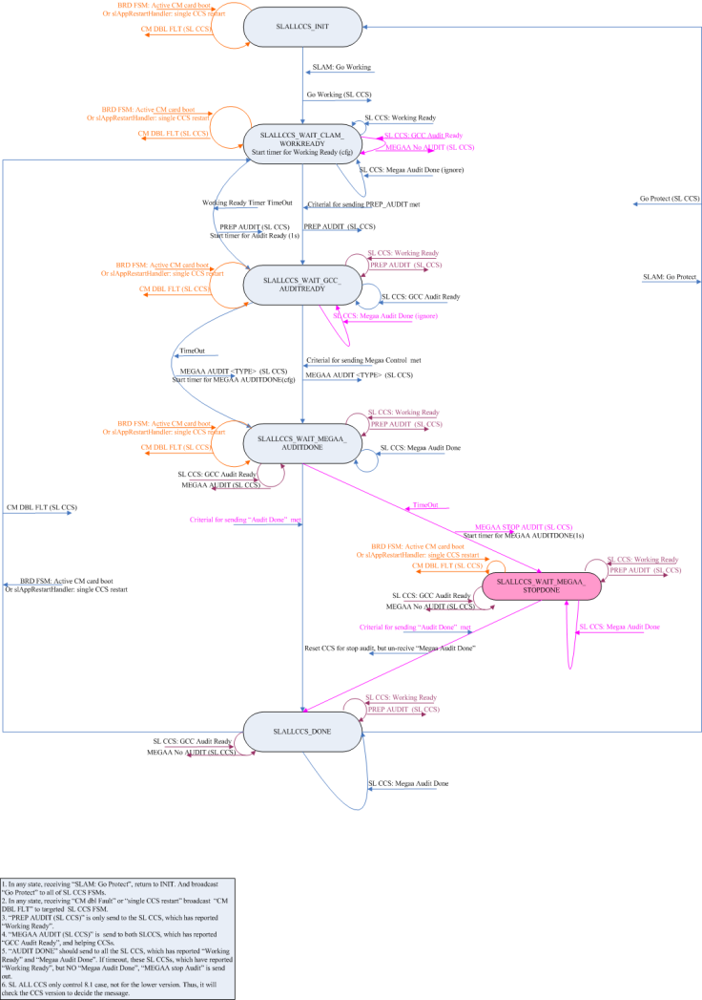 BRD FSM: Active CM card boot
Or slAppRestartHandler: single CCS restart
CM DBL FLT (SL CCS)
SLALLCCS_INIT
SLAM: Go Working
Go Working (SL CCS)
BRD FSM: Active CM card boot
Or slAppRestartHandler: single CCS restart
CM DBL FLT (SL CCS)
SLALLCCS_WAIT_CLAM_
WORKREADY
Start timer for Working Ready (cfg)
SL CCS: Working Ready
SL CCS: GCC Audit Ready
MEGAA No AUDIT (SL CCS)
SL CCS: Megaa Audit Done (ignore)
Go Protect (SL CCS)
Working Ready Timer TimeOut
Criterial for sending PREP_AUDIT met
PREP AUDIT (SL CCS)
Start timer for Audit Ready (1s)
PREP AUDIT (SL CCS)
BRD FSM: Active CM card boot
Or slAppRestartHandler: single CCS restart
CM DBL FLT (SL CCS)
SLALLCCS_WAIT_GCC_
AUDITREADY
SL CCS: Working Ready
PREP AUDIT (SL CCS)
SL CCS: GCC Audit Ready
SL CCS: Megaa Audit Done (ignore)
SLAM: Go Protect
TimeOut
Criterial for sending Megaa Control met
MEGAA AUDIT <TYPE> (SL CCS)
Start timer for MEGAA AUDITDONE(cfg)
MEGAA AUDIT <TYPE> (SL CCS)
BRD FSM: Active CM card boot
Or slAppRestartHandler: single CCS restart
CM DBL FLT (SL CCS)
SLALLCCS_WAIT_MEGAA_
AUDITDONE
SL CCS: Working Ready
PREP AUDIT (SL CCS)
SL CCS: Megaa Audit Done
SL CCS: GCC Audit Ready
MEGAA AUDIT (SL CCS)
CM DBL FLT (SL CCS)
Criterial for sending “Audit Done” met
TimeOut
MEGAA STOP AUDIT (SL CCS)
Start timer for MEGAA AUDITDONE(1s)
BRD FSM: Active CM card boot
Or slAppRestartHandler: single CCS restart
CM DBL FLT (SL CCS)
SLALLCCS_WAIT_MEGAA_
STOPDONE
SL CCS: Working Ready
PREP AUDIT (SL CCS)
BRD FSM: Active CM card boot
Or slAppRestartHandler: single CCS restart
SL CCS: GCC Audit Ready
MEGAA No AUDIT (SL CCS)
Criterial for sending “Audit Done” met
SL CCS: Megaa Audit Done
Reset CCS for stop audit, but un-recive “Megaa Audit Done”
SLALLCCS_DONE
SL CCS: Working Ready
PREP AUDIT (SL CCS)
SL CCS: GCC Audit Ready
MEGAA No AUDIT (SL CCS)
SL CCS: Megaa Audit Done
1. In any state, receiving “SLAM: Go Protect”, return to INIT. And broadcast
“Go Protect” to all of SL CCS FSMs.
2. In any state, receiving “CM dbl Fault” or “single CCS restart” broadcast “CM
DBL FLT” to targeted SL CCS FSM.
3. “PREP AUDIT (SL CCS)” is only send to the SL CCS, which has reported
“Working Ready”.
4. “MEGAA AUDIT (SL CCS)” is send to both SLCCS, which has reported
“GCC Audit Ready”, and helping CCSs.
5. “AUDIT DONE” should send to all the SL CCS, which has reported “Working
Ready” and “Megaa Audit Done”. If timeout, these SL CCSs, which have reported
“Working Ready”, but NO “Megaa Audit Done”, “MEGAA stop Audit” is send
out.
6. SL ALL CCS only control 8.1 case, not for the lower version. Thus, it will
check the CCS version to decide the message.